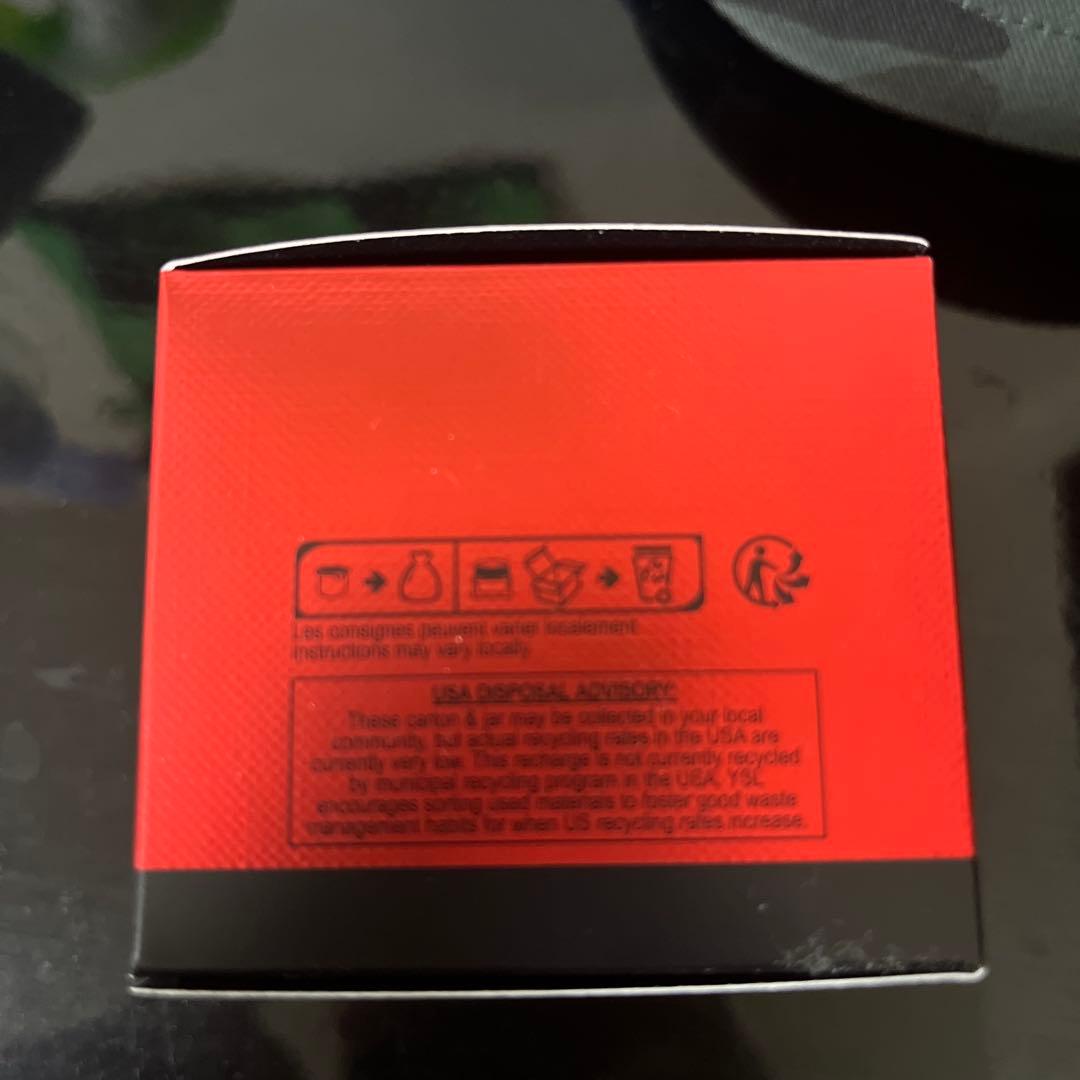 Les consignes peuvent varier localement
Instructions may vary locally
USA DISPOSAL ADVISORY:
These carton & jar may be collected in your local
community, but actual recycling rates in the USA are
currently very low. This recharge is not currently recycled
by municipal recycling program in the USA. YSL
encourages sorting used materials to foster good waste
management habits for when US recycling rates increase.